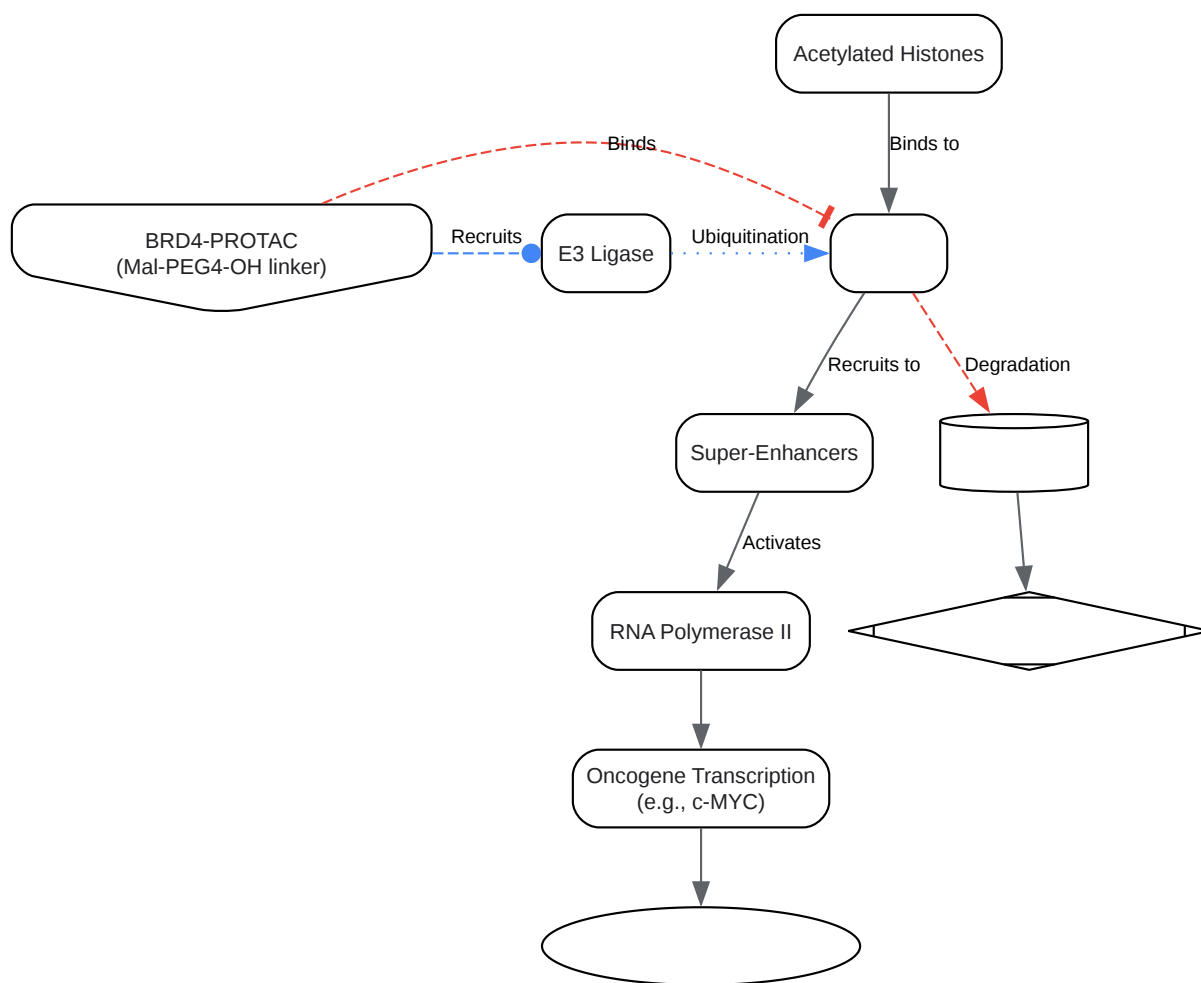 Acetylated Histones
Binds
Binds to
BRD4-PROTAC
(Mal-PEG4-OH linker)
Recruits
E3 Ligase
Ubiquitination
Recruits to
Degradation
Super-Enhancers
Activates
RNA Polymerase II
Oncogene Transcription
(e.g., c-MYC)